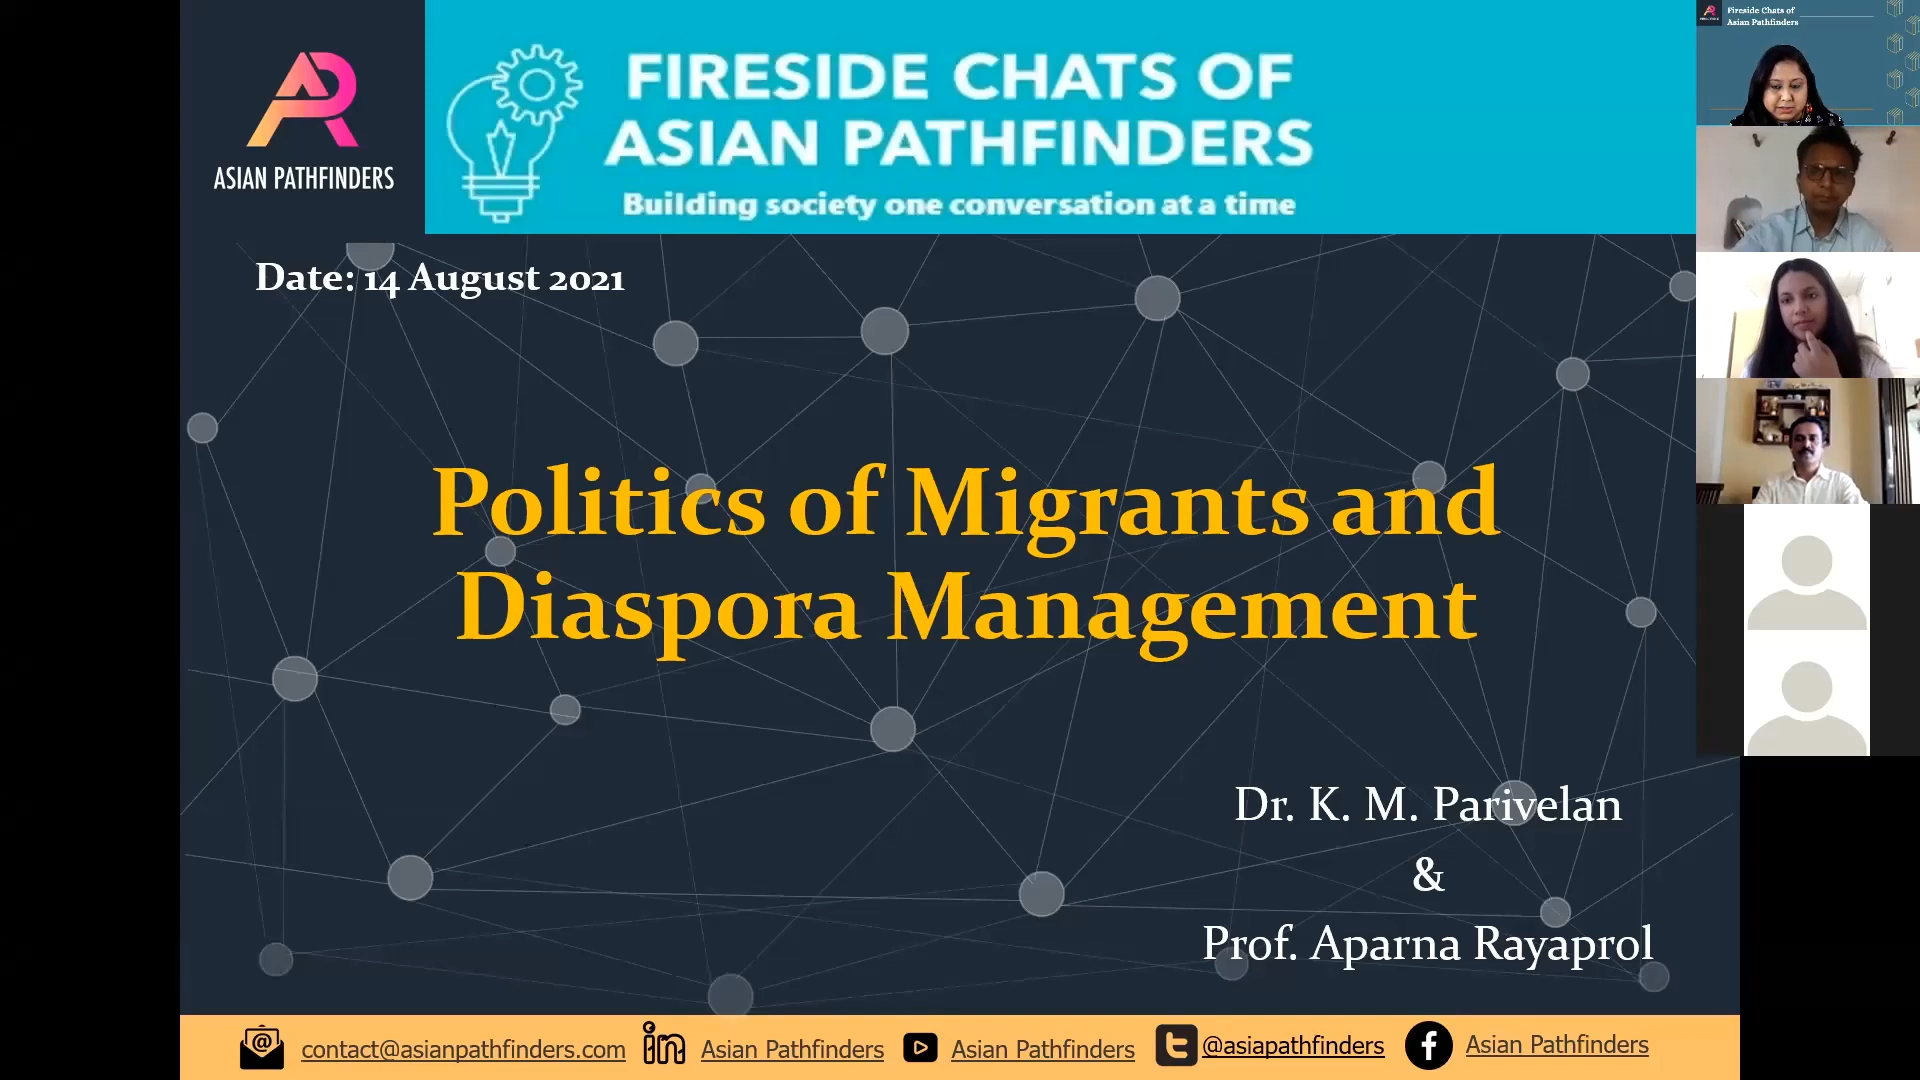 ASIAN PATHFINDERS
FIRESIDE CHATS OF
ASIAN PATHFINDERS
Building society one conversation at a time
Fireside Chats of
Asian Pathfinders
Date: 14 August 2021
Politics of Migrants and
Diaspora Management
Dr. K. M. Parivelan
&
Prof. Aparna Rayaprol
contact@asianpathfinders.com
Asian Pathfinders
Asian Pathfinders
@asiapathfinders
Asian Pathfinders